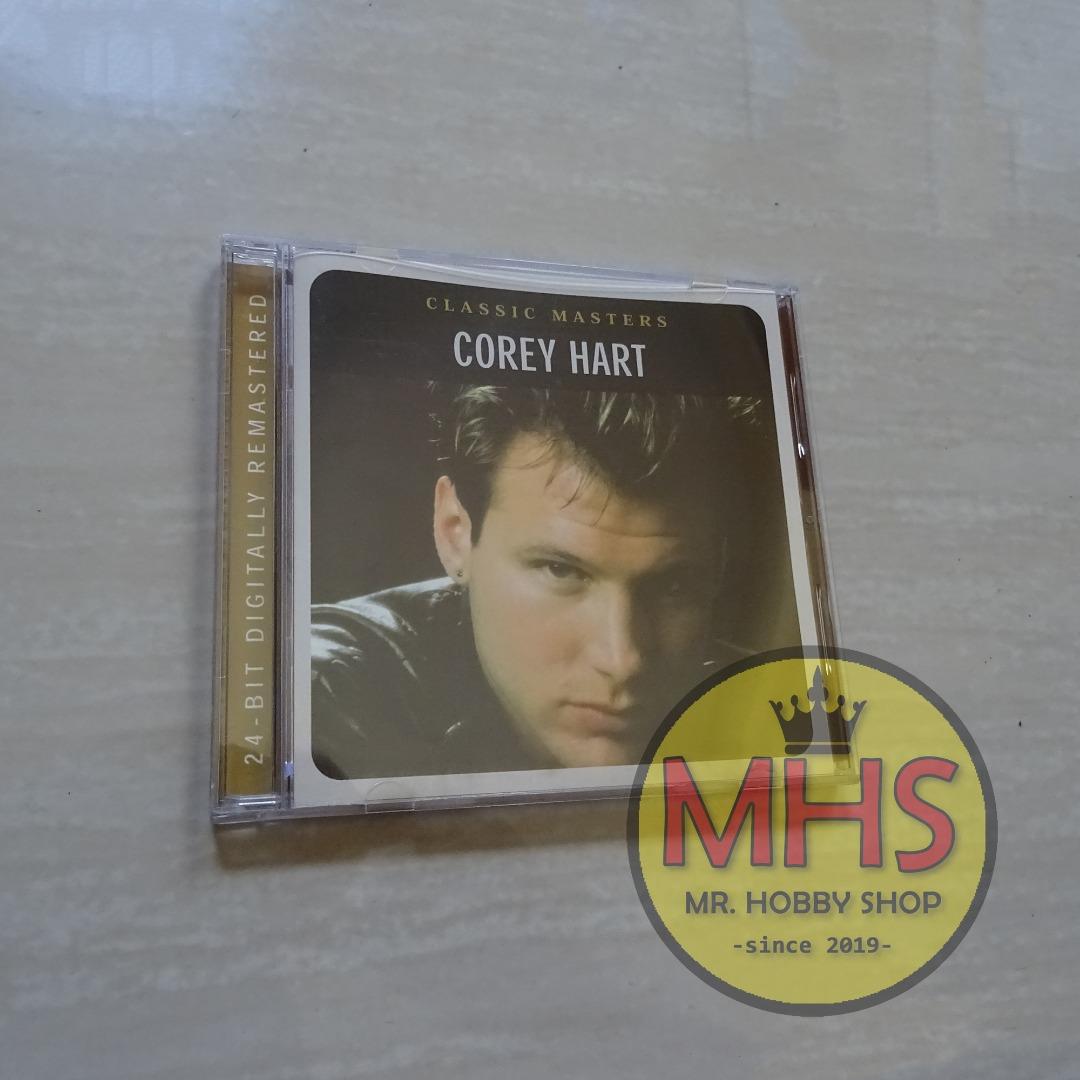 CLASSIC MASTERS
COREY HART
24-BIT DIGITALLY REMASTERED
MHS
MR. HOBBY SHOP
-since 2019-